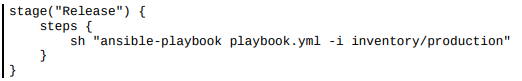 stage("Release") {
    steps {
        sh "ansible-playbook playbook.yml -i inventory/production"
    }
}